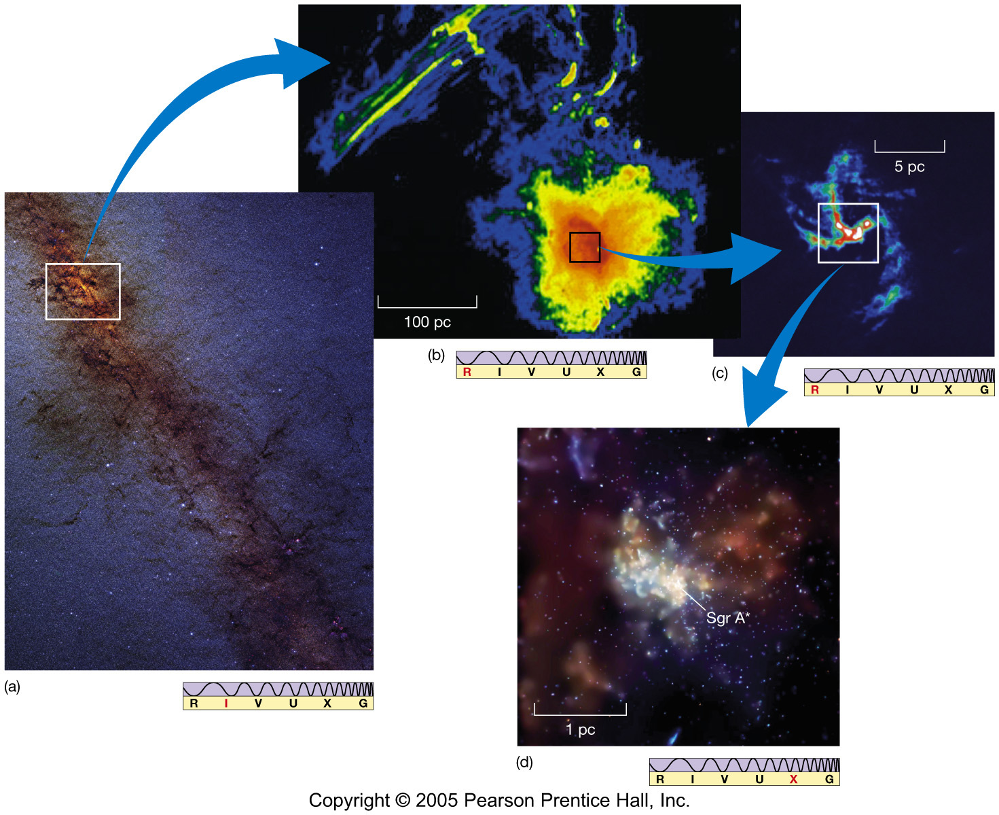 5 pc
100 pc
(b)
R I V U X G
(c)
R I V U X G
Sgr A*
(a)
R I V U X G
1 pc
(d)
R I V U X G
Copyright © 2005 Pearson Prentice Hall, Inc.